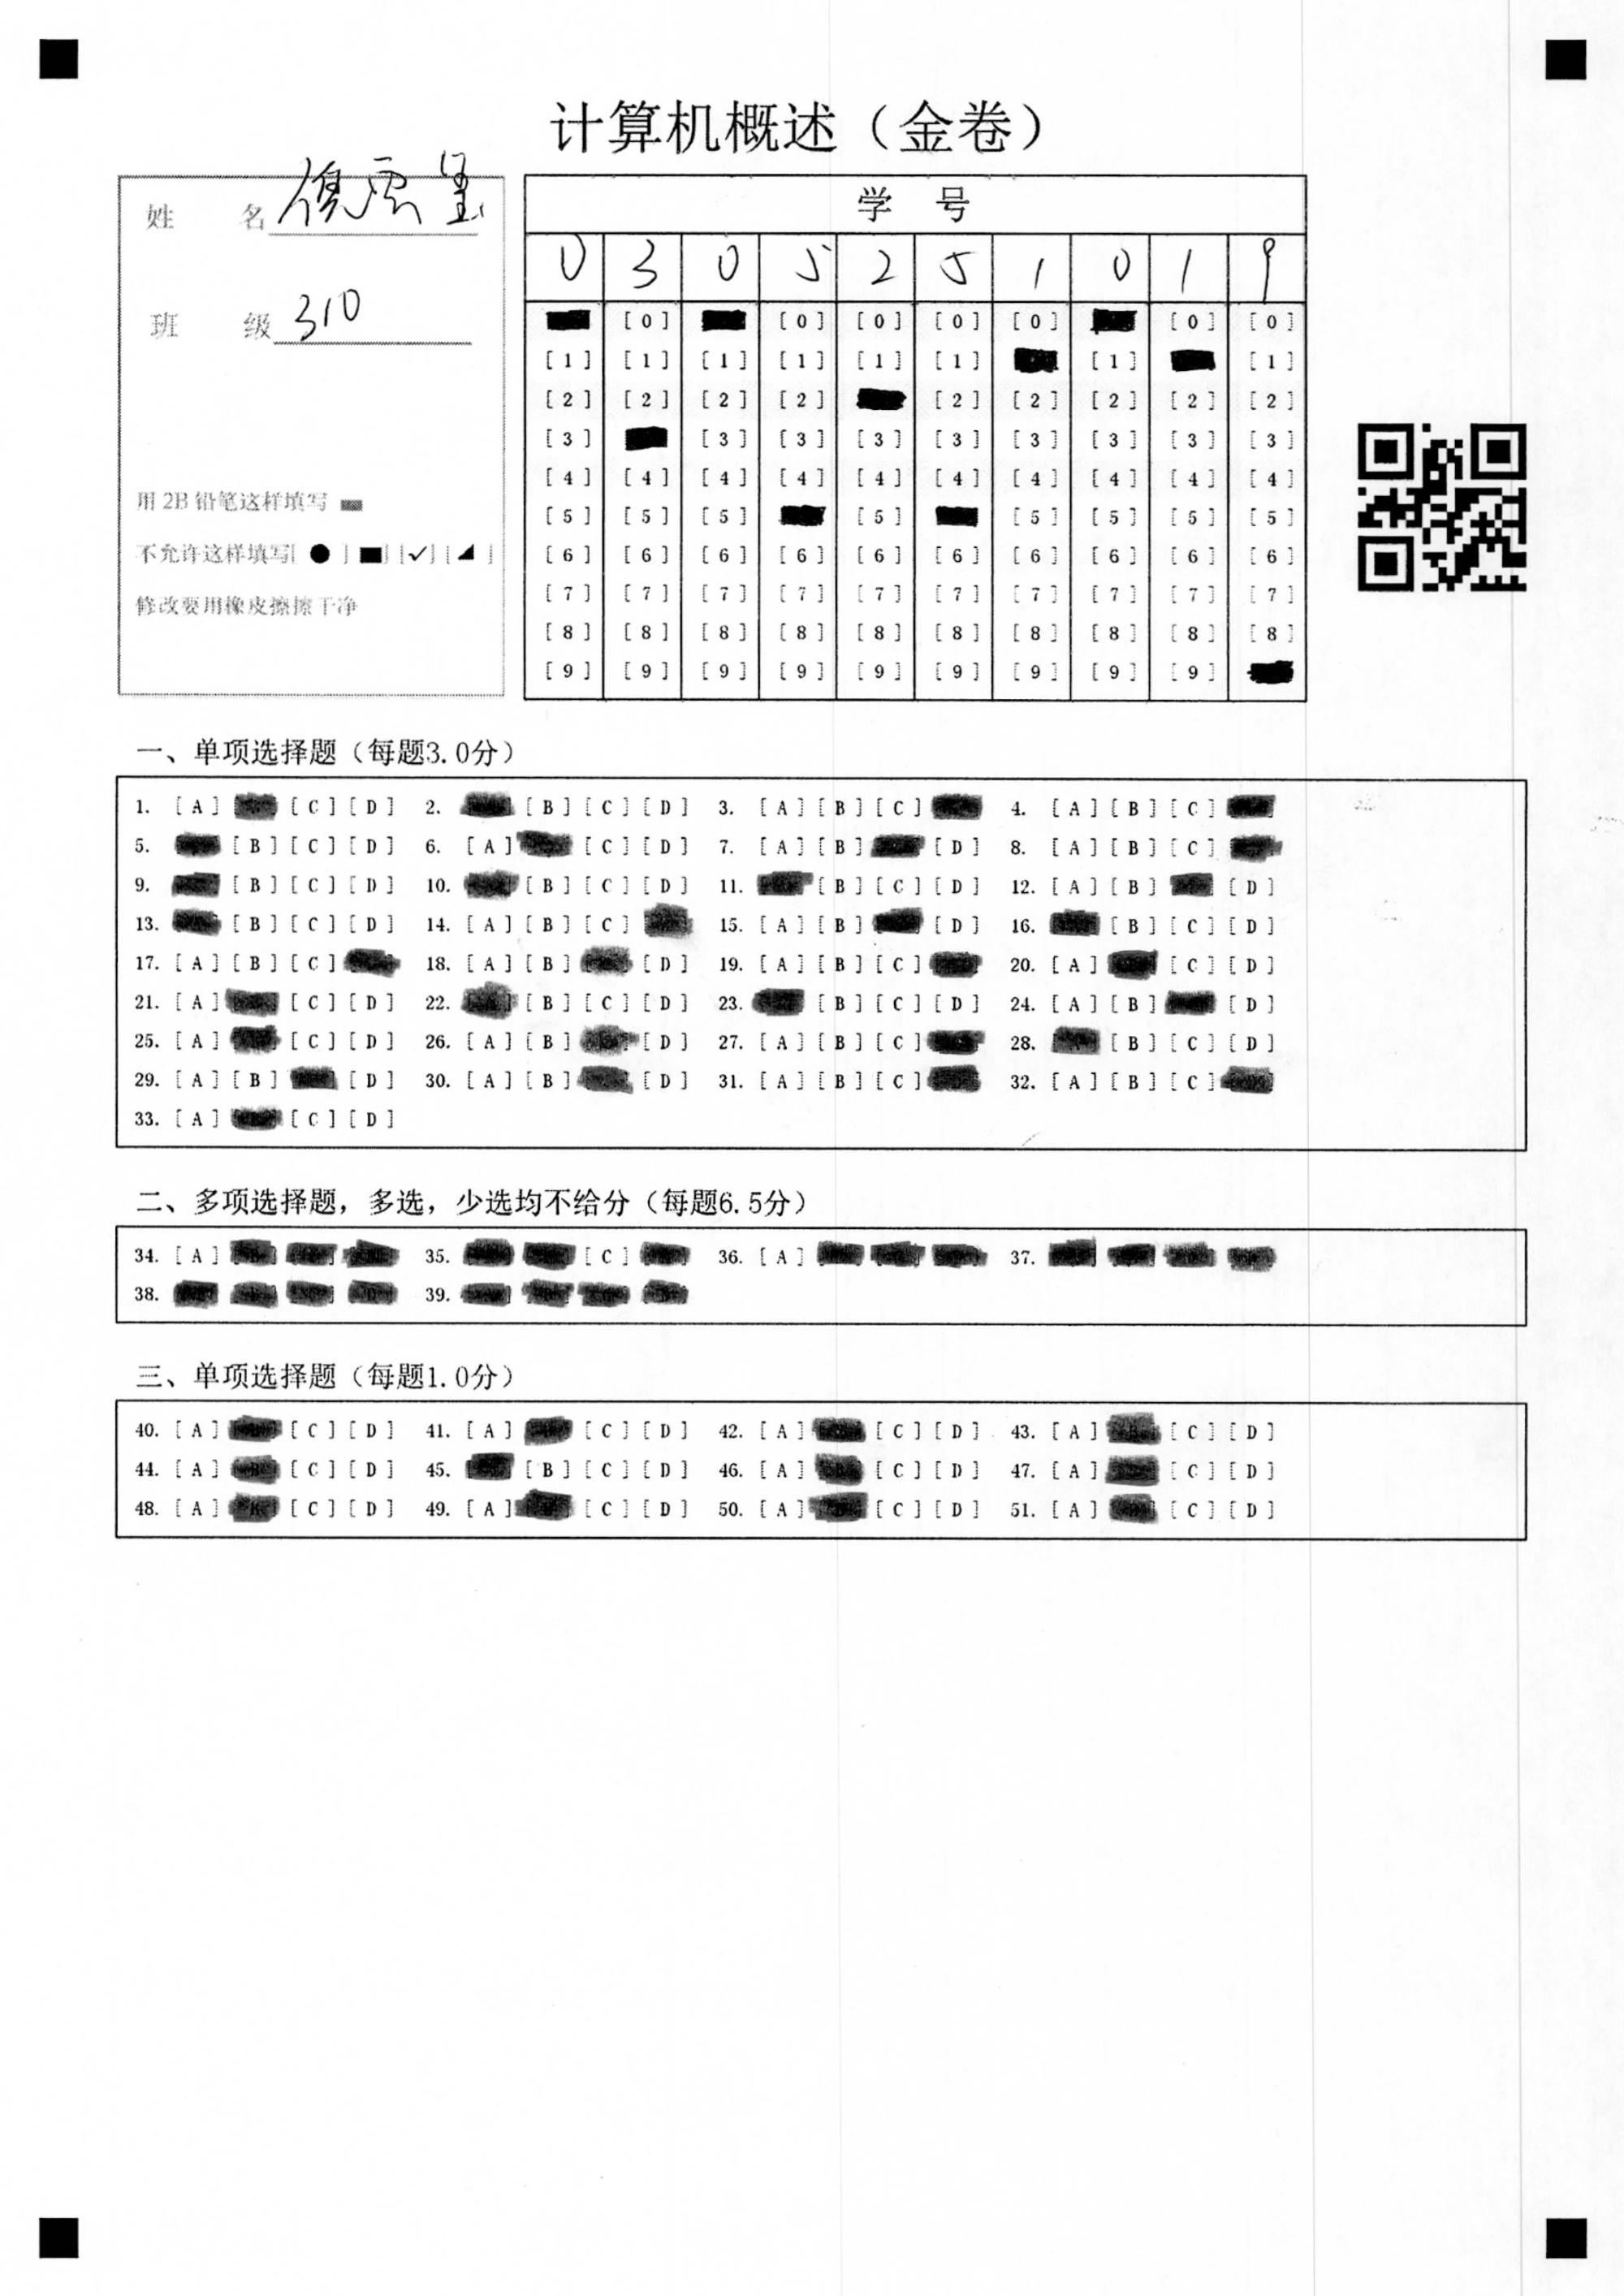 计算机概述（金卷）
姓 名
班 级 310
用 2B 铅笔这样填写
不允许这样填写[ ] [ ] [✓] [ ]
修改要用橡皮擦擦干净
学 号
0 3 0 5 2 5 1 0 1 9
[0] [0] [0] [0] [0] [0] [0]
[1] [1] [1] [1] [1] [1] [1] [1]
[2] [2] [2] [2] [2] [2] [2] [2] [2]
[3] [3] [3] [3] [3] [3] [3] [3] [3]
[4] [4] [4] [4] [4] [4] [4] [4] [4] [4]
[5] [5] [5] [5] [5] [5] [5] [5]
[6] [6] [6] [6] [6] [6] [6] [6] [6] [6]
[7] [7] [7] [7] [7] [7] [7] [7] [7] [7]
[8] [8] [8] [8] [8] [8] [8] [8] [8] [8]
[9] [9] [9] [9] [9] [9] [9] [9] [9]
一、单项选择题（每题3.0分）
1. [A] [C] [D] 2. [B] [C] [D] 3. [A] [B] [C] 4. [A] [B] [C]
5. [B] [C] [D] 6. [A] [C] [D] 7. [A] [B] [D] 8. [A] [B] [C]
9. [B] [C] [D] 10. [B] [C] [D] 11. [B] [C] [D] 12. [A] [B] [D]
13. [B] [C] [D] 14. [A] [B] [C] 15. [A] [B] [D] 16. [B] [C] [D]
17. [A] [B] [C] 18. [A] [B] [D] 19. [A] [B] [C] 20. [A] [C] [D]
21. [A] [C] [D] 22. [B] [C] [D] 23. [B] [C] [D] 24. [A] [B] [D]
25. [A] [C] [D] 26. [A] [B] [D] 27. [A] [B] [C] 28. [B] [C] [D]
29. [A] [B] [D] 30. [A] [B] [D] 31. [A] [B] [C] 32. [A] [B] [C]
33. [A] [C] [D]
二、多项选择题，多选，少选均不给分（每题6.5分）
34. [A] 35. [C] 36. [A] 37.
38. 39.
三、单项选择题（每题1.0分）
40. [A] [C] [D] 41. [A] [C] [D] 42. [A] [C] [D] 43. [A] [C] [D]
44. [A] [C] [D] 45. [B] [C] [D] 46. [A] [C] [D] 47. [A] [C] [D]
48. [A] [C] [D] 49. [A] [C] [D] 50. [A] [C] [D] 51. [A] [C] [D]